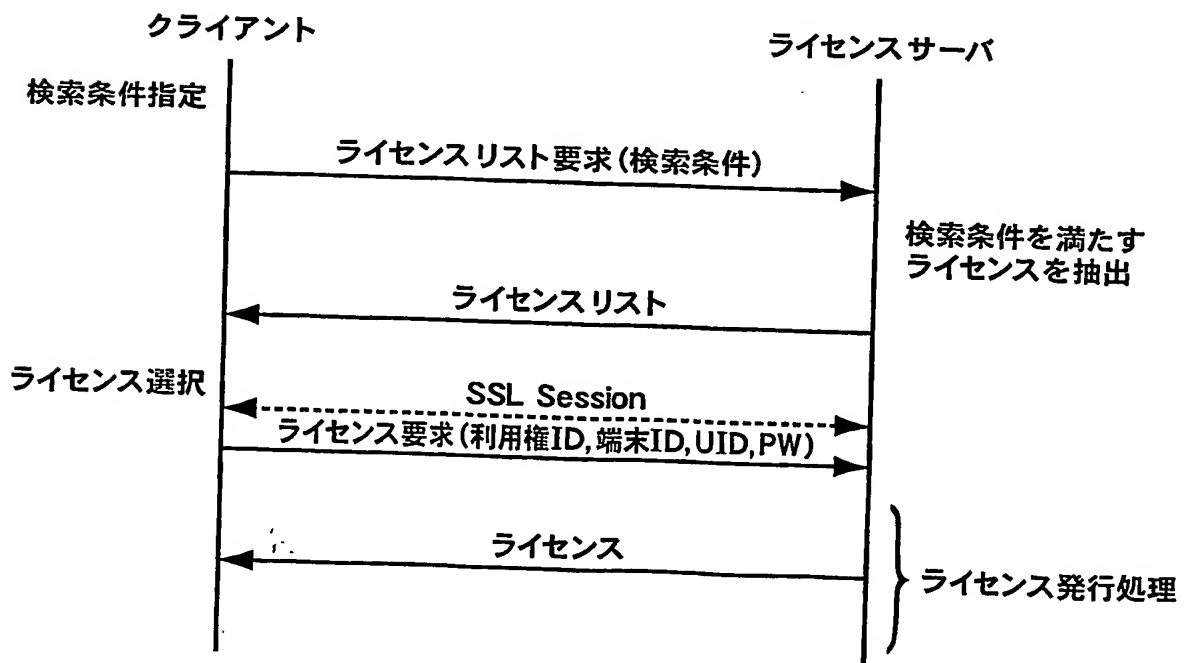 クライアント
ライセンスサーバ
検索条件指定
ライセンスリスト要求(検索条件)
検索条件を満たす
ライセンスを抽出
ライセンスリスト
ライセンス選択
SSL Session
ライセンス要求(利用権ID,端末ID,UID,PW)
ライセンス
ライセンス発行処理